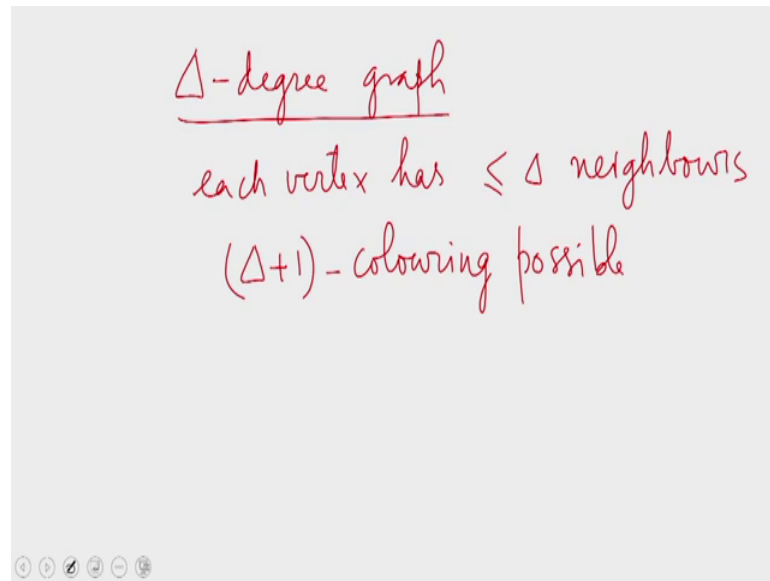 Δ-degree graph
each vertex has ≤ Δ neighbours
(Δ+1)-colouring possible